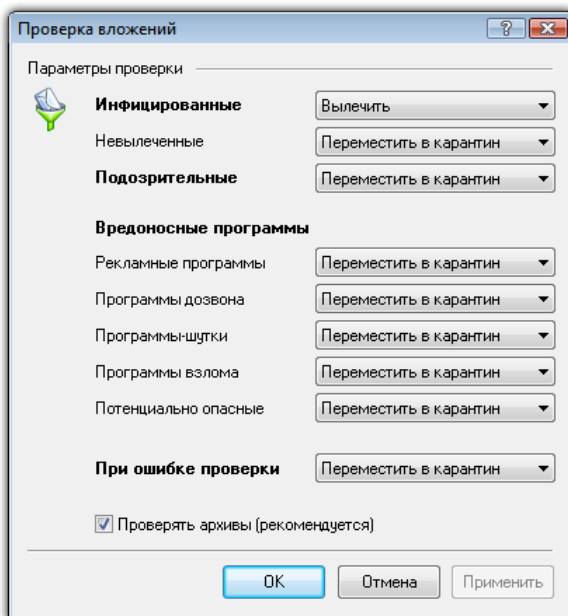 Проверка вложений
Параметры проверки
Инфицированные Вылечить
Невылеченные Переместить в карантин
Подозрительные Переместить в карантин
Вредоносные программы
Рекламные программы Переместить в карантин
Программы дозвона Переместить в карантин
Программы-шутки Переместить в карантин
Программы взлома Переместить в карантин
Потенциально опасные Переместить в карантин
При ошибке проверки Переместить в карантин
Проверять архивы (рекомендуется)
OK Отмена Применить